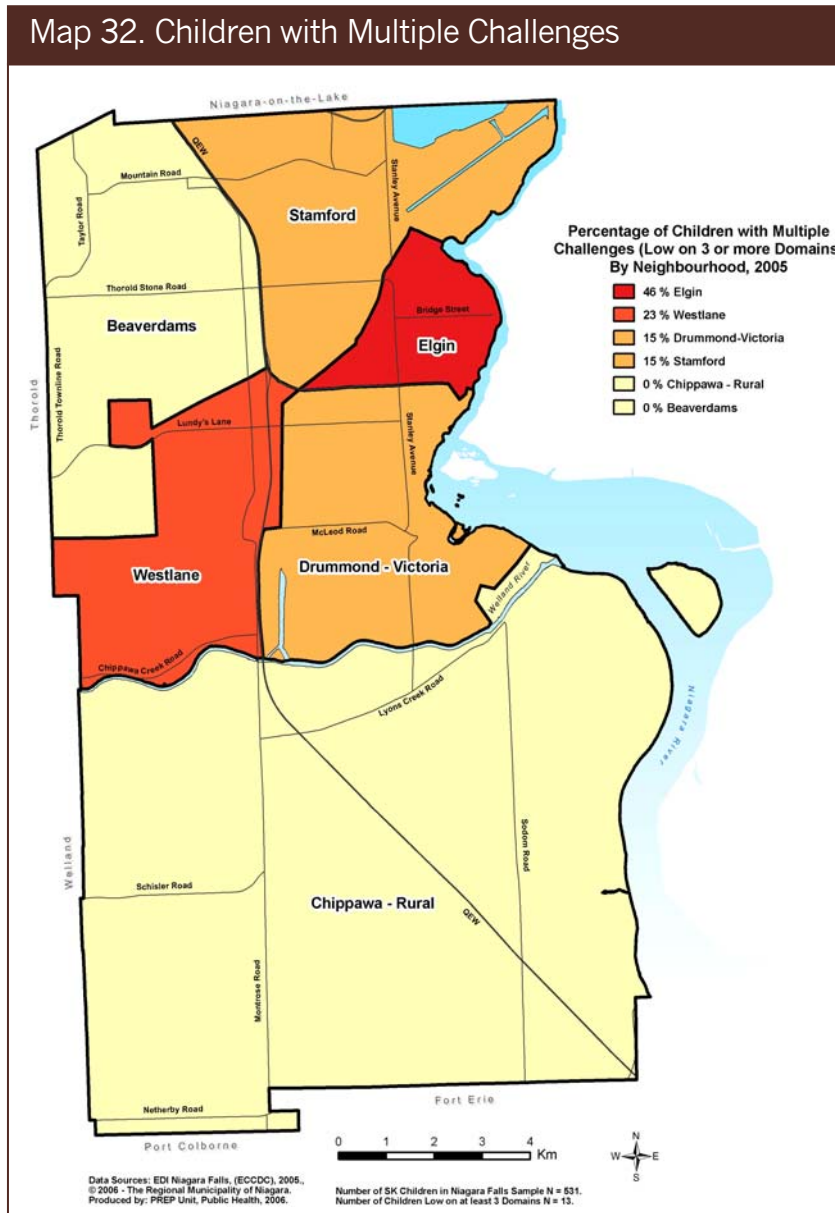 Map 32. Children with Multiple Challenges
Niagara-on-the-Lake
QEW
Mountain Road
Taylor Road
Stanley Avenue
Stamford
Percentage of Children with Multiple
Challenges (Low on 3 or more Domains
By Neighbourhood, 2005
46 % Elgin
23 % Westlane
15 % Drummond-Victoria
15 % Stamford
0 % Chippawa - Rural
0 % Beaverdams
Thorold Stone Road
Bridge Street
Beaverdams
Elgin
Thorold
Thorold Townline Road
Lundy's Lane
Stanley Avenue
McLeod Road
Westlane
Drummond - Victoria
Welland River
Chippawa Creek Road
Lyons Creek Road
Niagara River
Welland
Sodom Road
Schisler Road
Chippawa - Rural
QEW
Montrose Road
Netherby Road
Fort Erie
Port Colborne
0 1 2 3 4
Km
N
W E
S
Data Sources: EDI Niagara Falls, (ECCDC), 2005.,
© 2006 - The Regional Municipality of Niagara.
Produced by: PREP Unit, Public Health, 2006.
Number of SK Children in Niagara Falls Sample N = 531.
Number of Children Low on at least 3 Domains N = 13.